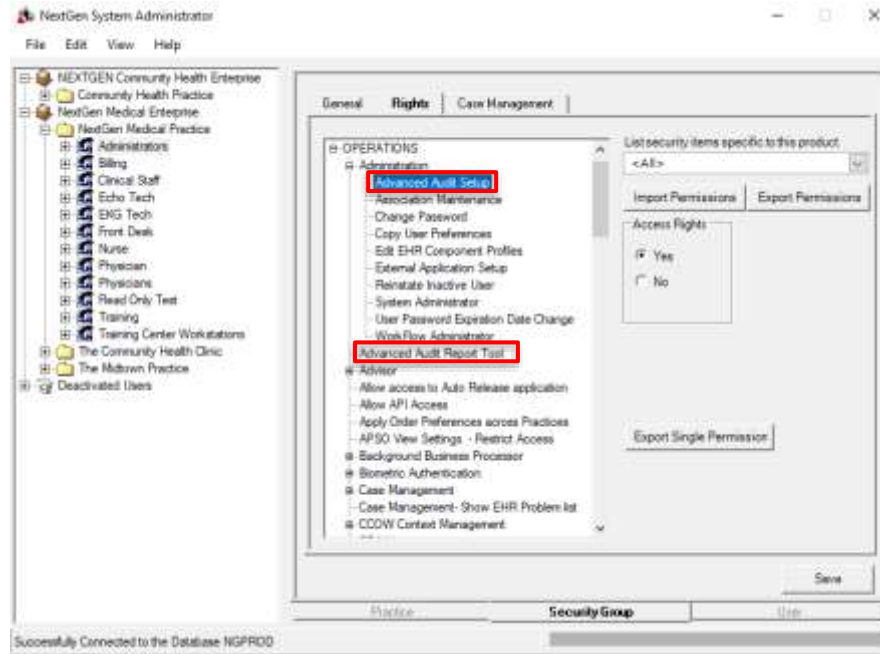 NextGen System Administrator
File Edit View Help
NEXTGEN Community Health Enterprise
Community Health Practice
NextGen Medical Enterprise
NextGen Medical Practice
Administrators
Billing
Clinical Staff
Echo Tech
EKG Tech
Front Desk
Nurse
Physician
Physicians
Read Only Test
Training
Training Center Workstations
The Community Health Clinic
The Midtown Practice
Deactivated Users
General Rights Case Management
OPERATIONS
Administration
Advanced Audit Setup
Association Maintenance
Change Password
Copy User Preferences
Edit EHR Component Profiles
External Application Setup
Reinstate Inactive User
System Administrator
User Password Expiration Date Change
WorkFlow Administrator
Advanced Audit Report Tool
Advisor
Allow access to Auto Release application
Allow API Access
Apply Order Preferences across Practices
APSO View Settings - Restrict Access
Background Business Processor
Biometric Authentication
Case Management
Case Management- Show EHR Problem list
CCOW Context Management
List security items specific to this product.
<All>
Import Permissions Export Permissions
Access Rights
Yes
No
Export Single Permission
Save
Practice Security Group User
Successfully Connected to the Database NGPROD